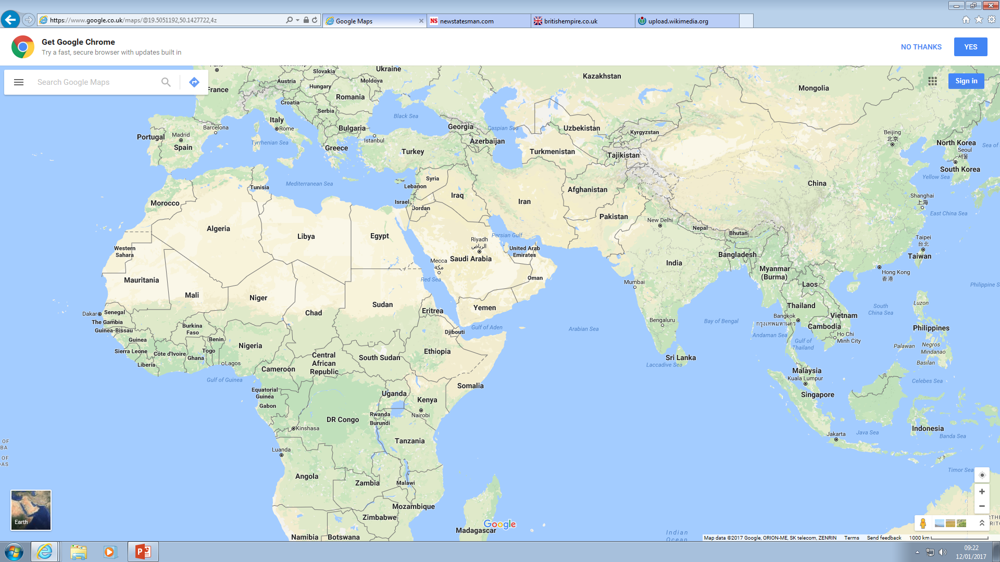 https://www.google.co.uk/maps/@19.5051192,50.1427722,4z
Google Maps
newstatesman.com
britishempire.co.uk
upload.wikimedia.org
Get Google Chrome
Try a fast, secure browser with updates built in
NO THANKS
YES
Search Google Maps
Sign in
Ukraine
Slovakia
Austria
Moldova
Hungary
Kazakhstan
Mongolia
France
Romania
Croatia
Serbia
Black Sea
Italy
Rome
Barcelona
Bulgaria
Georgia
Caspian Sea
Uzbekistan
Kyrgyzstan
Beijing
北京
Portugal
Madrid
Spain
Tyrrhenian Sea
Istanbul
Greece
Turkey
Azerbaijan
Turkmenistan
Tajikistan
North Korea
Seoul
서울
Sea of
South Korea
Yellow Sea
Tunisia
Mediterranean Sea
Syria
Lebanon
Iraq
Iran
Afghanistan
China
Shanghai
上海
East China Sea
Morocco
Israel
Jordan
Pakistan
New Delhi
Nepal
Bhutan
Algeria
Libya
Egypt
Persian Gulf
Riyadh
الرياض
Western
Sahara
United Arab
Emirates
Saudi Arabia
Mecca
مكة
Bangladesh
India
Taipei
台北
Taiwan
Myanmar
(Burma)
Hong Kong
香港
Mauritania
Red Sea
Oman
Mumbai
Laos
Philippine S
Mali
Niger
Chad
Sudan
Eritrea
Yemen
Thailand
Luzon
South
China Sea
Dakar
Senegal
The Gambia
Guinea-Bissau
Burkina
Faso
Djibouti
Gulf of Aden
Arabian Sea
Bengaluru
Bay of Bengal
Bangkok
กรุงเทพมหานคร
Vietnam
Cambodia
Ho Chi
Minh City
Andaman Sea
Gulf of
Thailand
Philippines
Guinea
Benin
Nigeria
Sierra Leone
Côte d'Ivoire
Togo
Ghana
Liberia
Lagos
Central
African
Republic
South Sudan
Ethiopia
Sri Lanka
Laccadive Sea
Palawan
Negros
Mindanao
Basilan
Cameroon
Gulf of Guinea
Malaysia
Kuala Lumpur
Celebes Sea
Singapore
Equatorial
Guinea
Gabon
Uganda
Kenya
Nairobi
Somalia
DR Congo
Rwanda
Burundi
Kinshasa
Indonesia
Jakarta
Java Sea
Banda Sea
Tanzania
OF
BA
OF
DAS
Luanda
Angola
Zambia
Malawi
Timor Sea
Mozambique
Zimbabwe
Namibia
Botswana
Madagascar
Google
Indian
Ocean
Earth
Map data ©2017 Google, ORION-ME, SK telecom, ZENRIN
Terms
Send feedback
1000 km
09:22
12/01/2017